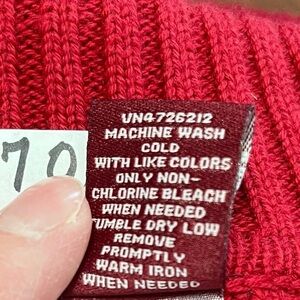 70
VN4726212
MACHINE WASH
COLD
WITH LIKE COLORS
ONLY NON-
CHLORINE BLEACH
WHEN NEEDED
TUMBLE DRY LOW
REMOVE
PROMPTLY
WARM IRON
WHEN NEEDED